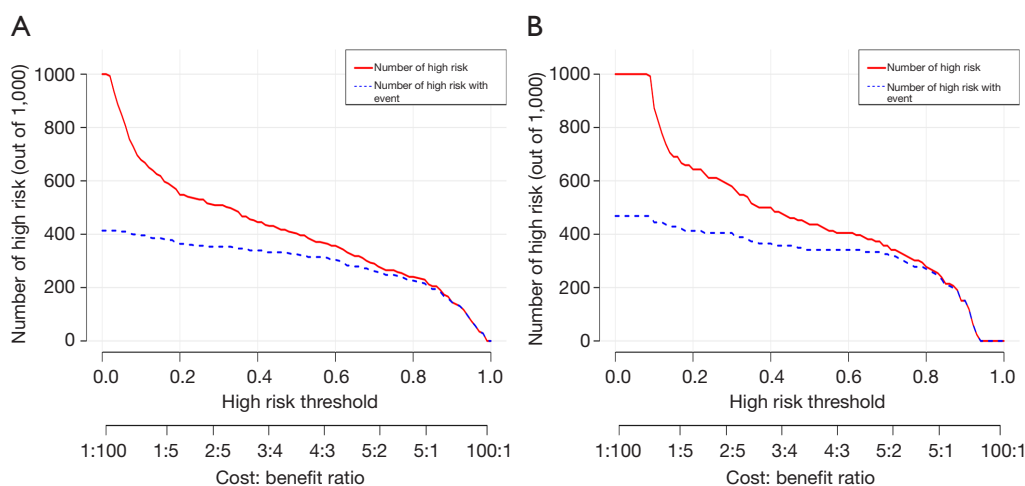 A
Number of high risk (out of 1,000)
1000
800
600
400
200
0
Number of high risk
Number of high risk with
event
0.0 0.2 0.4 0.6 0.8 1.0
High risk threshold
1:100 1:5 2:5 3:4 4:3 5:2 5:1 100:1
Cost: benefit ratio
B
Number of high risk (out of 1,000)
1000
800
600
400
200
0
Number of high risk
Number of high risk with
event
0.0 0.2 0.4 0.6 0.8 1.0
High risk threshold
1:100 1:5 2:5 3:4 4:3 5:2 5:1 100:1
Cost: benefit ratio